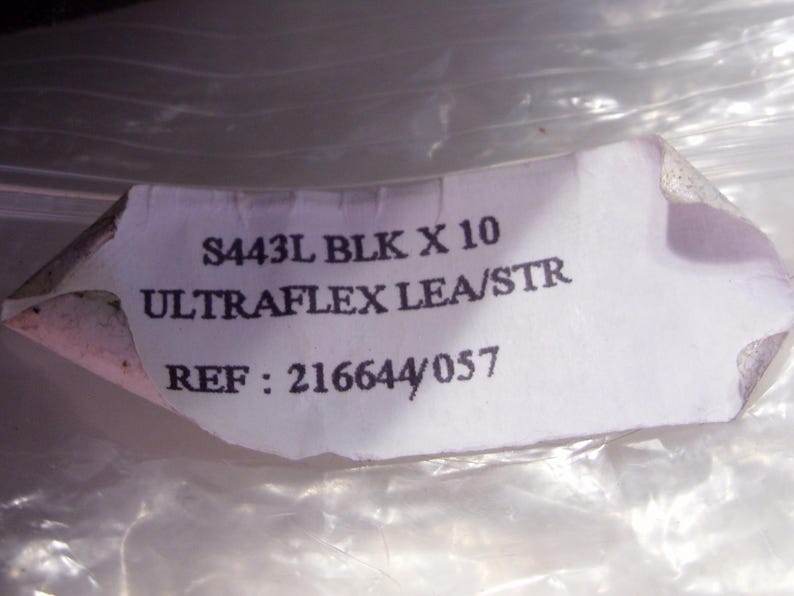 S443L BLK X 10
ULTRAFLEX LEA/STR
REF : 216644/057